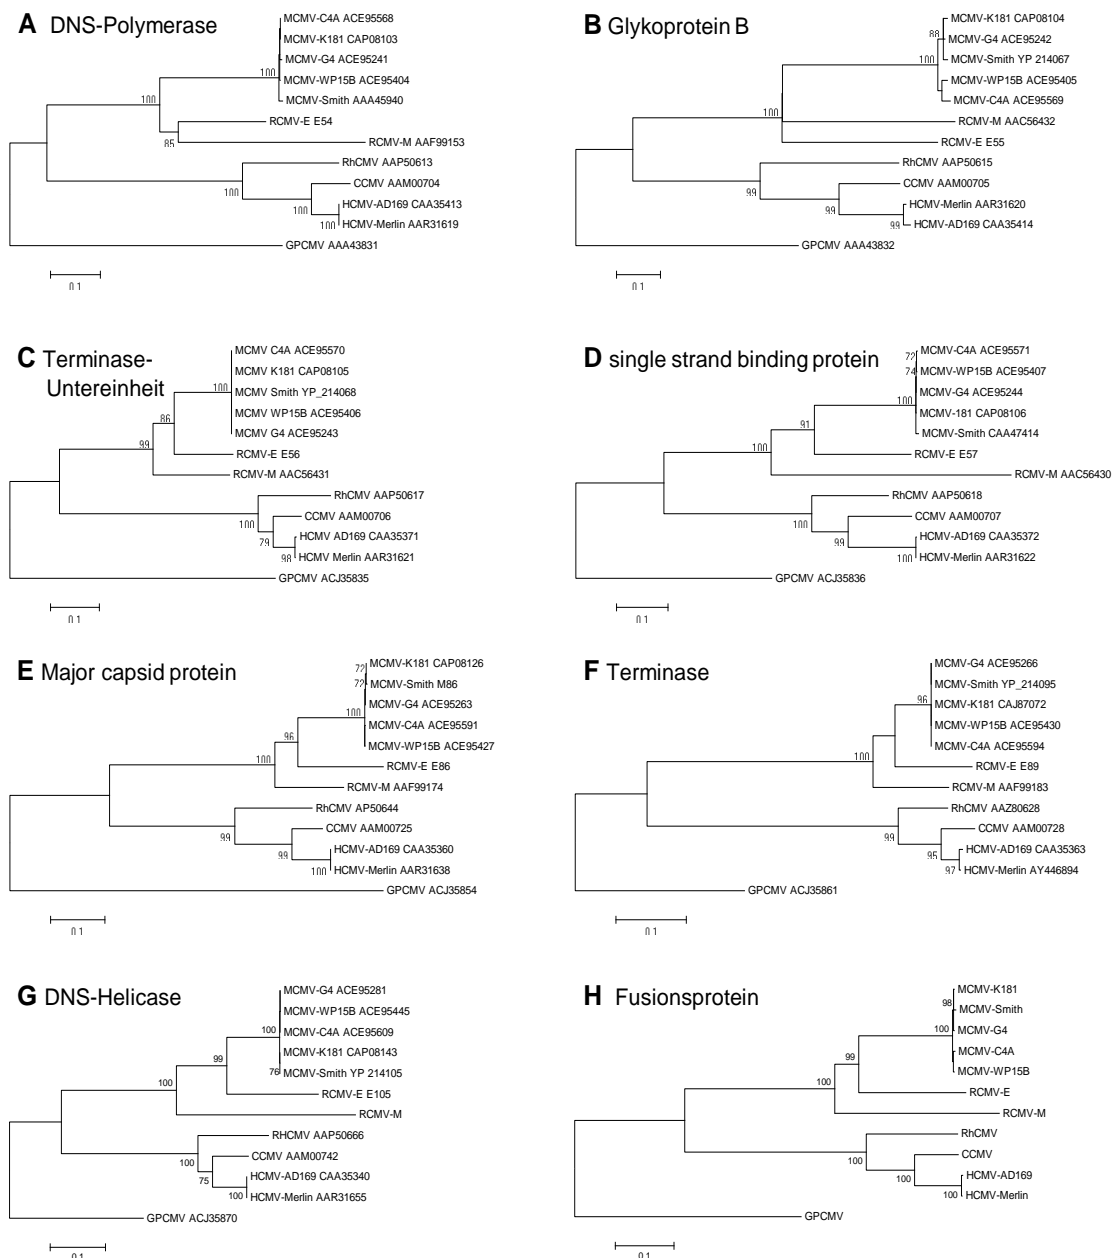 A DNS-Polymerase
MCMV-C4A ACE95568
MCMV-K181 CAP08103
MCMV-G4 ACE95241
100
MCMV-WP15B ACE95404
100
MCMV-Smith AAA45940
RCMV-E E54
85
RCMV-M AAF99153
RhCMV AAP50613
100
CCMV AAM00704
100
HCMV-AD169 CAA35413
100
HCMV-Merlin AAR31619
GPCMV AAA43831
0.1
B Glykoprotein B
MCMV-K181 CAP08104
88
MCMV-G4 ACE95242
100
MCMV-Smith YP 214067
MCMV-WP15B ACE95405
MCMV-C4A ACE95569
100
RCMV-M AAC56432
RCMV-E E55
RhCMV AAP50615
99
CCMV AAM00705
99
HCMV-Merlin AAR31620
99
HCMV-AD169 CAA35414
GPCMV AAA43832
0.1
C Terminase-
Untereinheit
MCMV C4A ACE95570
MCMV K181 CAP08105
100
MCMV Smith YP_214068
MCMV WP15B ACE95406
86
MCMV G4 ACE95243
99
RCMV-E E56
RCMV-M AAC56431
RhCMV AAP50617
100
CCMV AAM00706
79
HCMV AD169 CAA35371
98
HCMV Merlin AAR31621
GPCMV ACJ35835
0.1
D single strand binding protein
MCMV-C4A ACE95571
72
MCMV-WP15B ACE95407
74
MCMV-G4 ACE95244
100
MCMV-181 CAP08106
91
MCMV-Smith CAA47414
100
RCMV-E E57
RCMV-M AAC56430
RhCMV AAP50618
100
CCMV AAM00707
99
HCMV-AD169 CAA35372
100
HCMV-Merlin AAR31622
GPCMV ACJ35836
0.1
E Major capsid protein
MCMV-K181 CAP08126
72
MCMV-Smith M86
72
MCMV-G4 ACE95263
100
MCMV-C4A ACE95591
96
MCMV-WP15B ACE95427
100
RCMV-E E86
RCMV-M AAF99174
RhCMV AP50644
99
CCMV AAM00725
99
HCMV-AD169 CAA35360
100
HCMV-Merlin AAR31638
GPCMV ACJ35854
0.1
F Terminase
MCMV-G4 ACE95266
MCMV-Smith YP_214095
96
MCMV-K181 CAJ87072
MCMV-WP15B ACE95430
MCMV-C4A ACE95594
100
RCMV-E E89
RCMV-M AAF99183
RhCMV AAZ80628
99
CCMV AAM00728
95
HCMV-AD169 CAA35363
97
HCMV-Merlin AY446894
GPCMV ACJ35861
0.1
G DNS-Helicase
MCMV-G4 ACE95281
MCMV-WP15B ACE95445
100
MCMV-C4A ACE95609
MCMV-K181 CAP08143
99
76
MCMV-Smith YP 214105
100
RCMV-E E105
RCMV-M
RHCMV AAP50666
100
CCMV AAM00742
75
HCMV-AD169 CAA35340
100
HCMV-Merlin AAR31655
GPCMV ACJ35870
0.1
H Fusionsprotein
MCMV-K181
98
MCMV-Smith
100
MCMV-G4
MCMV-C4A
99
MCMV-WP15B
100
RCMV-E
RCMV-M
RhCMV
100
CCMV
100
HCMV-AD169
100
HCMV-Merlin
GPCMV
0.1